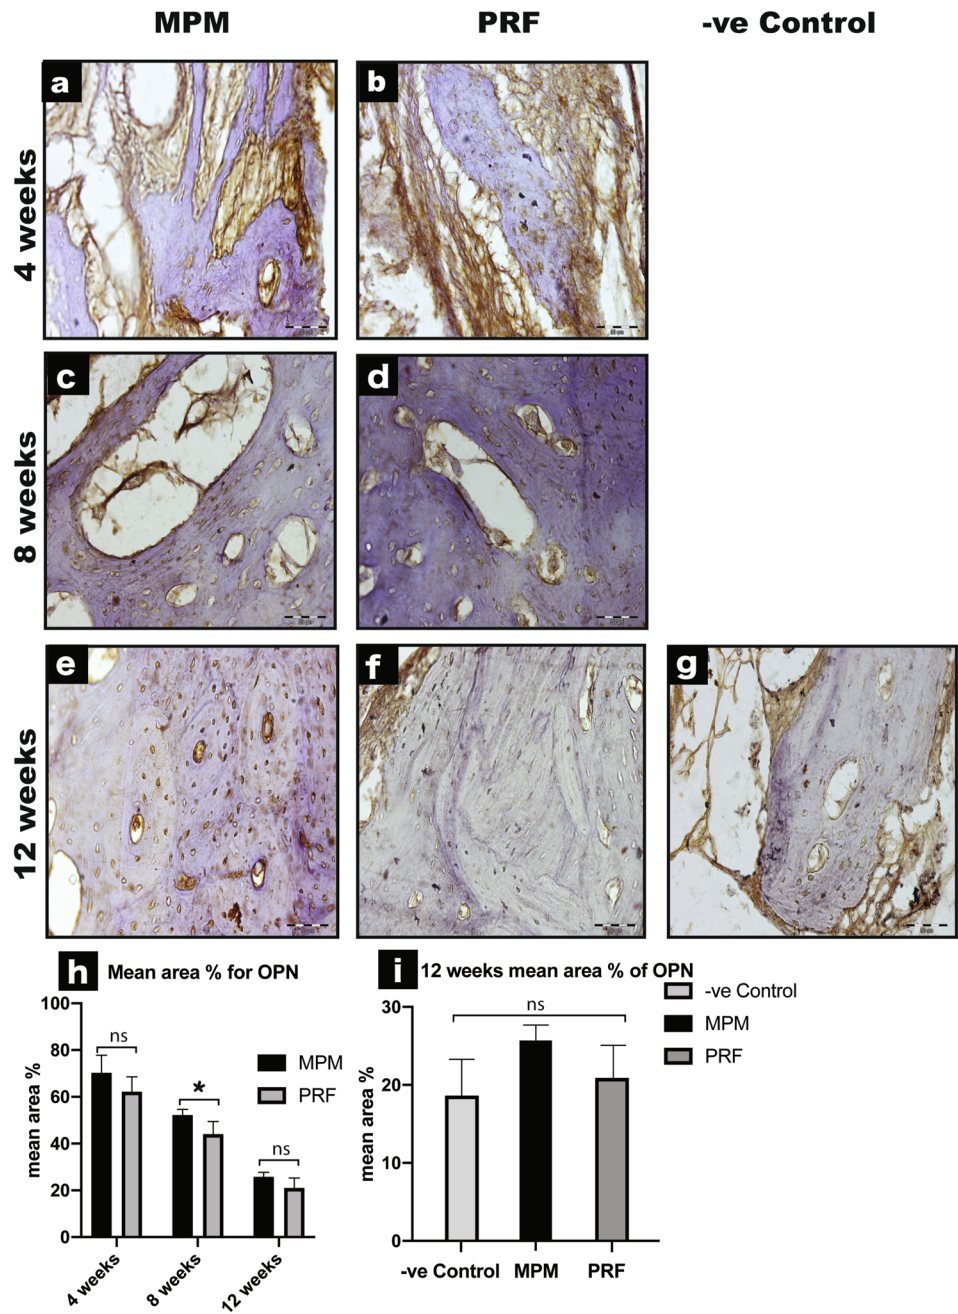 MPM PRF -ve Control
4 weeks
a
b
8 weeks
c
d
12 weeks
e
f
g
h Mean area % for OPN
100
80
60
40
20
0
mean area %
ns
*
ns
MPM
PRF
4 weeks
8 weeks
12 weeks
i 12 weeks mean area % of OPN
30
20
10
0
mean area %
ns
-ve Control
MPM
PRF
-ve Control MPM PRF